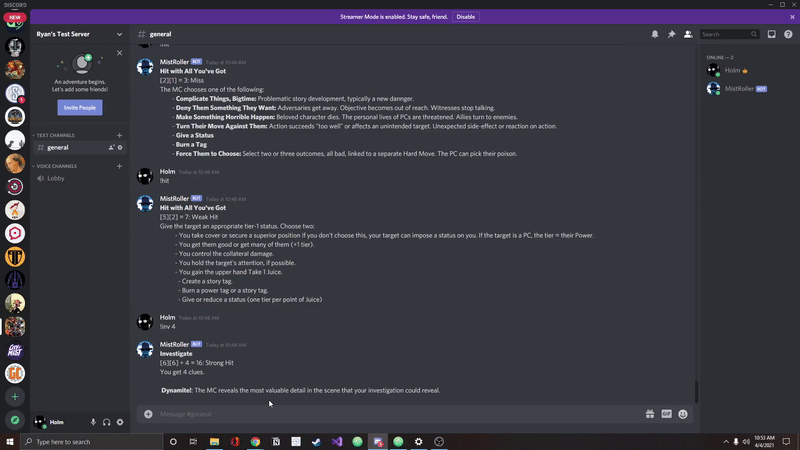 DISCORD
NEW
Streamer Mode is enabled. Stay safe, friend.
Disable
Ryan's Test Server
general
Search
An adventure begins.
Let's add some friends!
Invite People
TEXT CHANNELS
general
VOICE CHANNELS
Lobby
MistRoller BOT Today at 10:48 AM
Hit with All You've Got
[2][1] = 3: Miss
The MC chooses one of the following:
- Complicate Things, Bigtime: Problematic story development, typically a new dannger.
- Deny Them Something They Want: Adversaries get away. Objective becomes out of reach. Witnesses stop talking.
- Make Something Horrible Happen: Beloved character dies. The personal lives of PCs are threatened. Allies turn to enemies.
- Turn Their Move Against Them: Action succeeds "too well" or affects an unintended target. Unexpected side-effect or reaction on action.
- Give a Status
- Burn a Tag
- Force Them to Choose: Select two or three outcomes, all bad, linked to a separate Hard Move. The PC can pick their poison.
Holm Today at 10:48 AM
!hit
MistRoller BOT Today at 10:48 AM
Hit with All You've Got
[5][2] = 7: Weak Hit
Give the target an appropriate tier-1 status. Choose two:
- You take cover or secure a superior position If you don't choose this, your target can impose a status on you. If the target is a PC, the tier = their Power.
- You get them good or get many of them (+1 tier).
- You control the collateral damage.
- You hold the target's attention, if possible.
- You gain the upper hand Take 1 Juice.
- Create a story tag.
- Burn a power tag or a story tag.
- Give or reduce a status (one tier per point of Juice)
Holm Today at 10:48 AM
!inv 4
MistRoller BOT Today at 10:48 AM
Investigate
[6][6] + 4 = 16: Strong Hit
You get 4 clues.
Dynamite!: The MC reveals the most valuable detail in the scene that your investigation could reveal.
Message #general
GIF
ONLINE — 2
Holm
MistRoller BOT
Holm
Type here to search
10:53 AM
4/4/2021